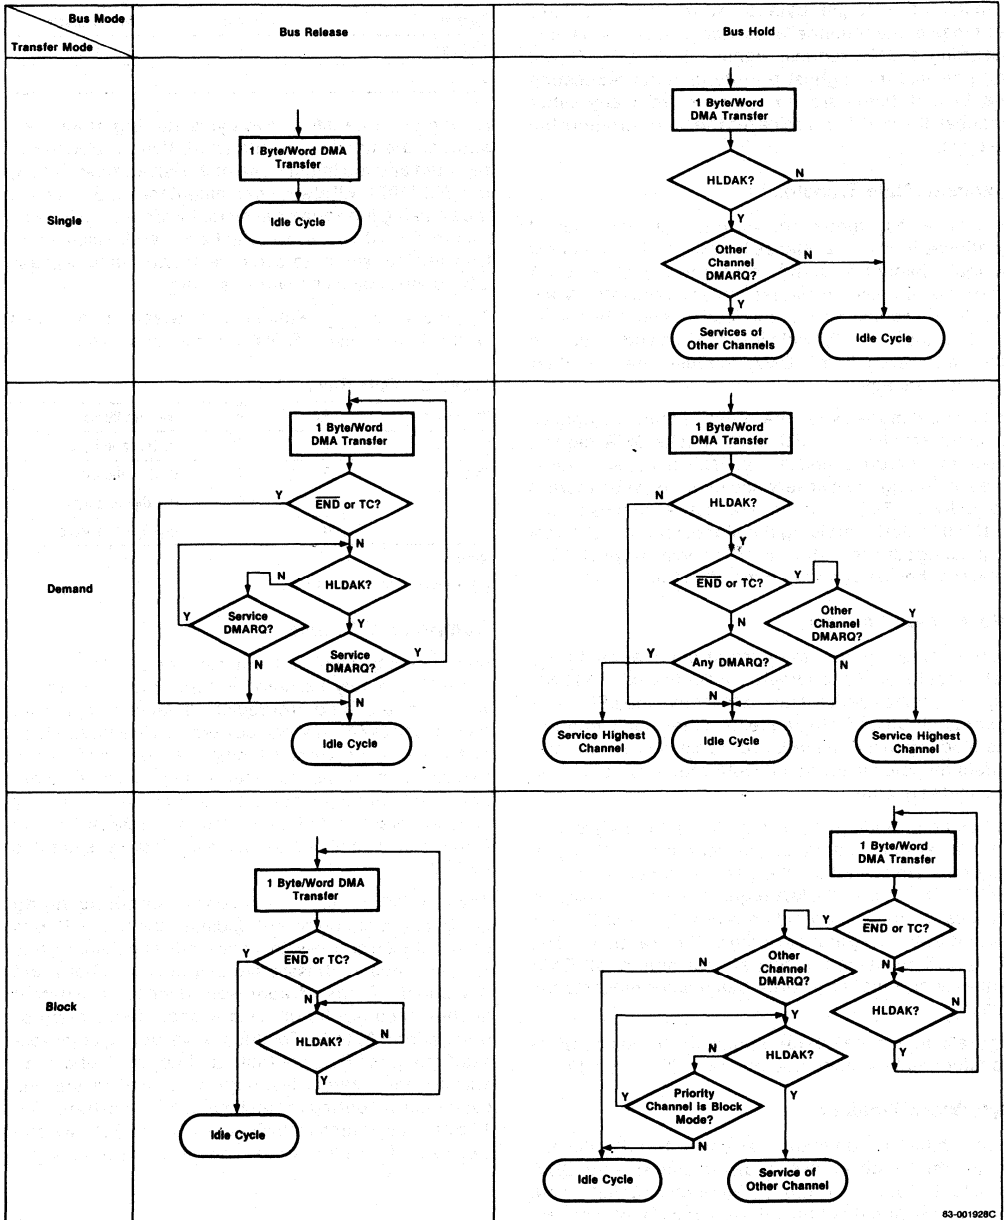 Bus Mode
Transfer Mode
Bus Release
Bus Hold
Single
1 Byte/Word DMA
Transfer
Idle Cycle
1 Byte/Word
DMA Transfer
HLDAK?
N
Y
Other
Channel
DMARQ?
N
Y
Services of
Other Channels
Idle Cycle
Demand
1 Byte/Word
DMA Transfer
Y
END or TC?
N
N
HLDAK?
Y
Service
DMARQ?
N
Y
Service
DMARQ?
Y
N
Idle Cycle
1 Byte/Word
DMA Transfer
N
HLDAK?
Y
END or TC?
Y
N
Other
Channel
DMARQ?
Y
N
Y
Any DMARQ?
N
Service Highest
Channel
Idle Cycle
Service Highest
Channel
Block
1 Byte/Word DMA
Transfer
Y
END or TC?
N
HLDAK?
N
Y
Idle Cycle
1 Byte/Word
DMA Transfer
Y
END or TC?
N
HLDAK?
N
Y
N
Other
Channel
DMARQ?
Y
N
HLDAK?
Y
Y
Priority
Channel is Block
Mode?
N
Idle Cycle
Service of
Other Channel
83-001928C